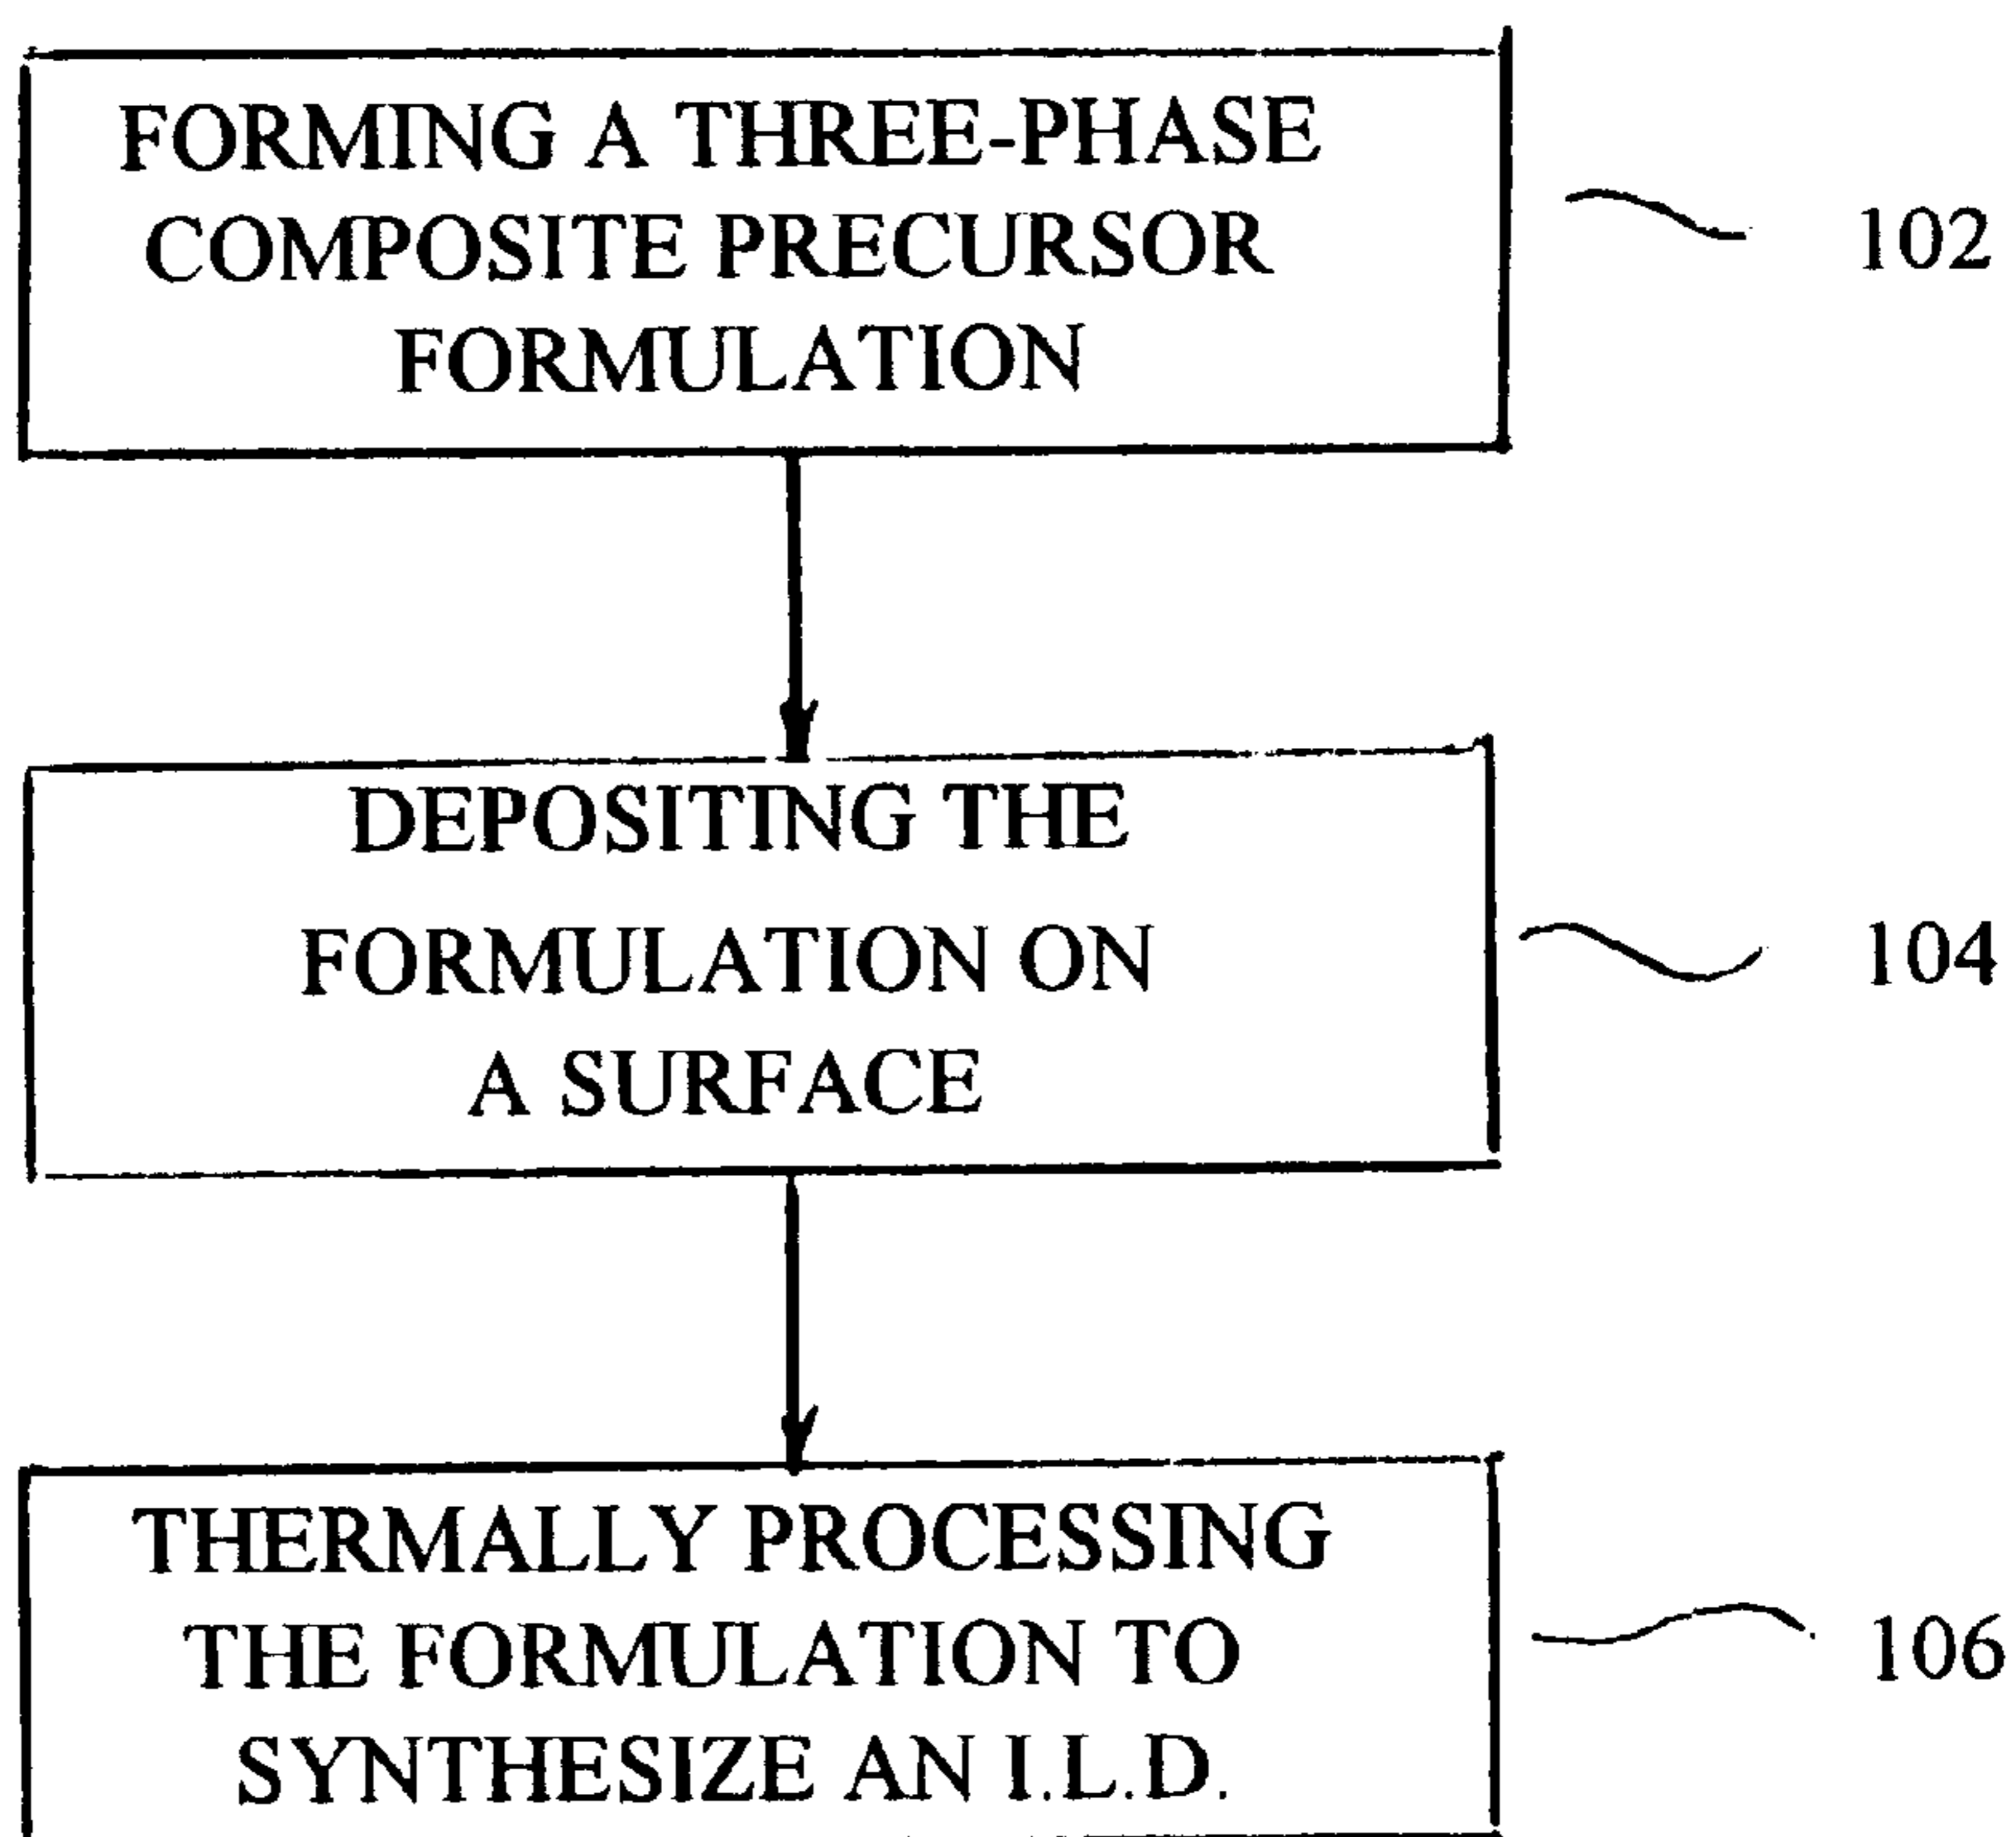 FORMING A THREE-PHASE
COMPOSITE PRECURSOR
FORMULATION
102
DEPOSITING THE
FORMULATION ON
A SURFACE
104
THERMALLY PROCESSING
THE FORMULATION TO
SYNTHESIZE AN I.L.D.
106